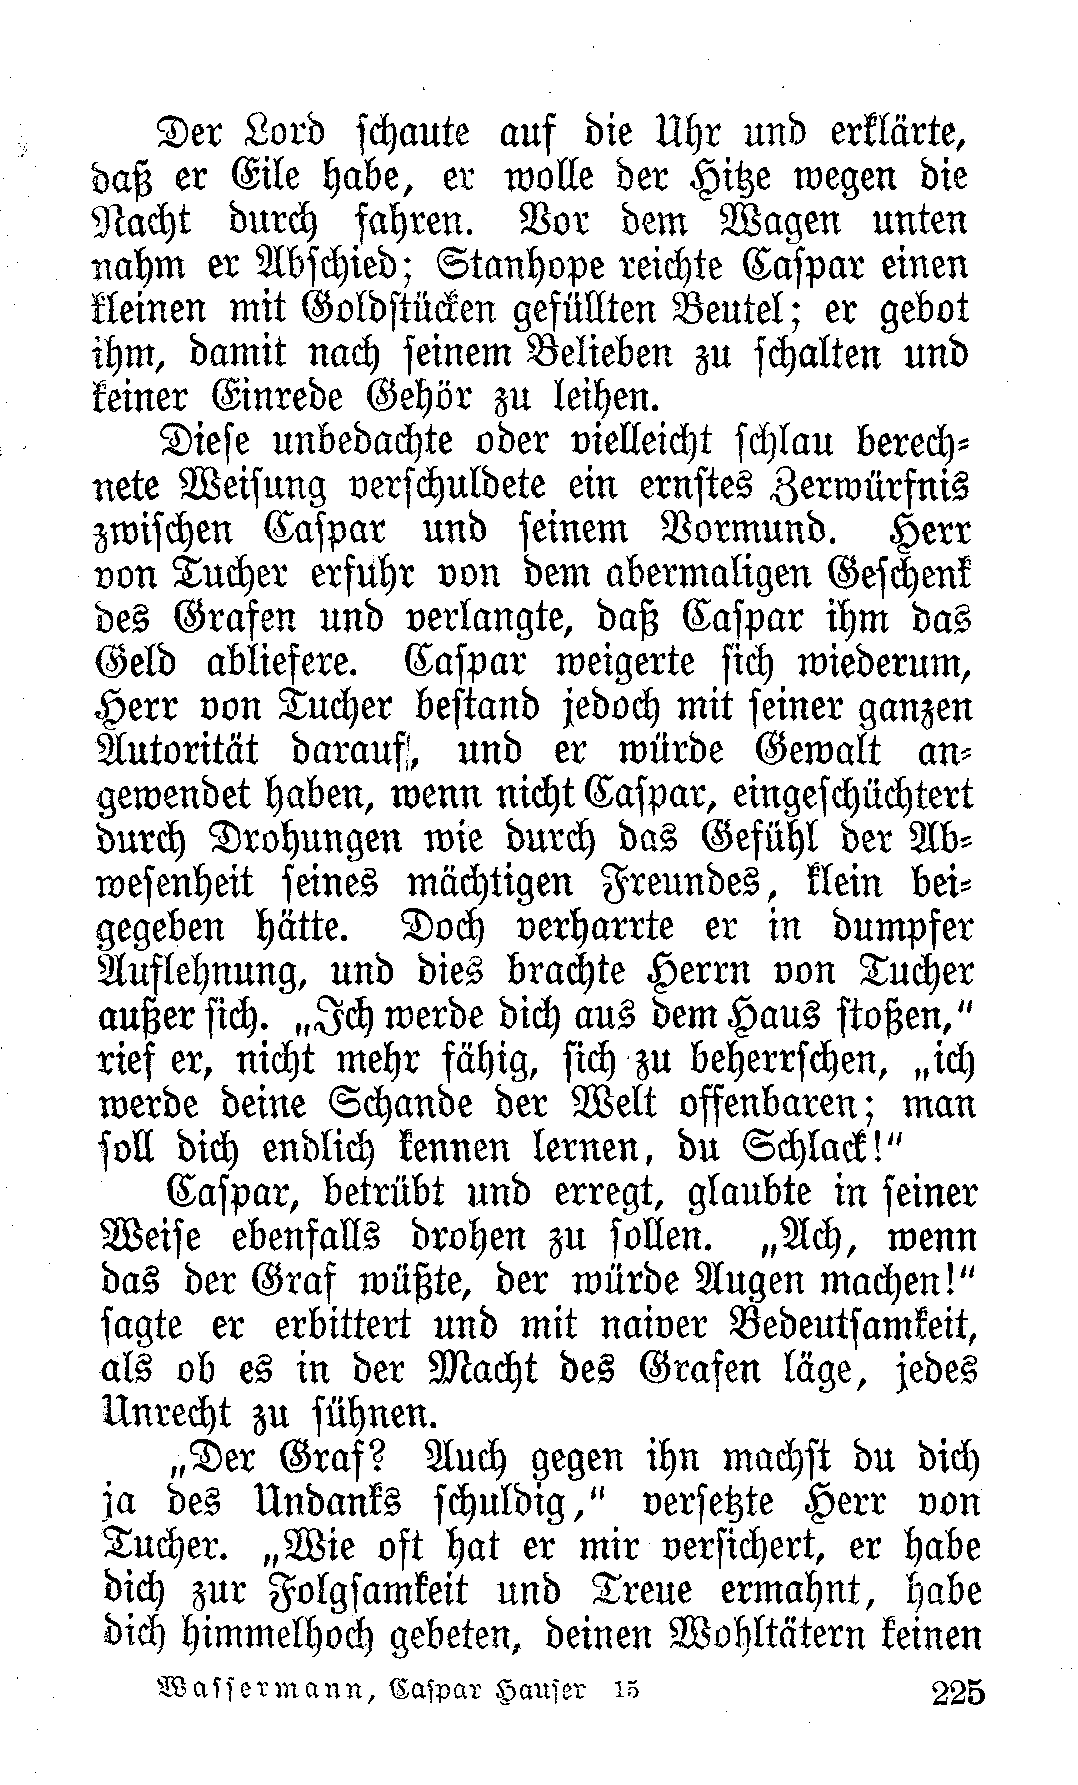 Der Lord schaute auf die Uhr und erklärte,
daß er Eile habe, er wolle der Hitze wegen die
Nacht durch fahren. Vor dem Wagen unten
nahm er Abschied; Stanhope reichte Caspar einen
kleinen mit Goldstücken gefüllten Beutel; er gebot
ihm, damit nach seinem Belieben zu schalten und
keiner Einrede Gehör zu leihen.
Diese unbedachte oder vielleicht schlau berech-
nete Weisung verschuldete ein ernstes Zerwürfnis
zwischen Caspar und seinem Vormund. Herr
von Tucher erfuhr von dem abermaligen Geschenk
des Grafen und verlangte, daß Caspar ihm das
Geld abliefere. Caspar weigerte sich wiederum,
Herr von Tucher bestand jedoch mit seiner ganzen
Autorität darauf, und er würde Gewalt an-
gewendet haben, wenn nicht Caspar, eingeschüchtert
durch Drohungen wie durch das Gefühl der Ab-
wesenheit seines mächtigen Freundes, klein bei-
gegeben hätte. Doch verharrte er in dumpfer
Auflehnung, und dies brachte Herrn von Tucher
außer sich. „Ich werde dich aus dem Haus stoßen,“
rief er, nicht mehr fähig, sich zu beherrschen, „ich
werde deine Schande der Welt offenbaren; man
soll dich endlich kennen lernen, du Schlack!“
Caspar, betrübt und erregt, glaubte in seiner
Weise ebenfalls drohen zu sollen. „Ach, wenn
das der Graf wüßte, der würde Augen machen!“
sagte er erbittert und mit naiver Bedeutsamkeit,
als ob es in der Macht des Grafen läge, jedes
Unrecht zu sühnen.
„Der Graf? Auch gegen ihn machst du dich
ja des Undanks schuldig,“ versetzte Herr von
Tucher. „Wie oft hat er mir versichert, er habe
dich zur Folgsamkeit und Treue ermahnt, habe
dich himmelhoch gebeten, deinen Wohltätern keinen
Wassermann, Caspar Hauser 15
225